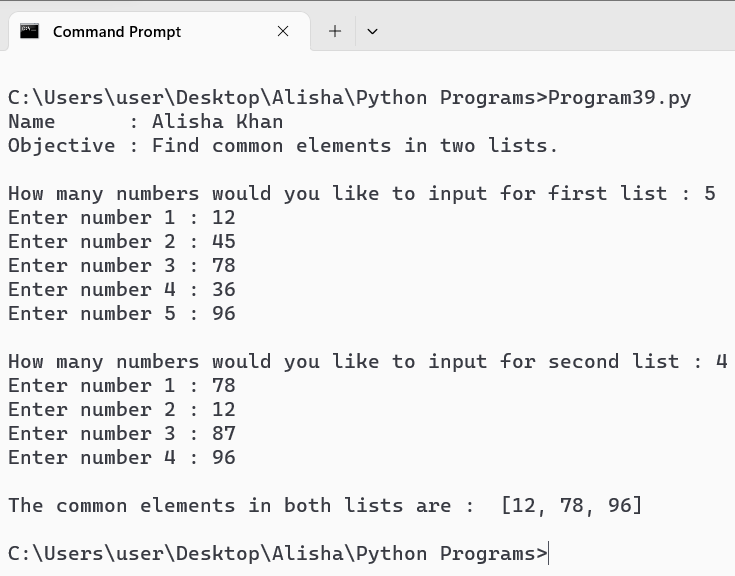 Command Prompt
C:\Users\user\Desktop\Alisha\Python Programs>Program39.py
Name      : Alisha Khan
Objective : Find common elements in two lists.
How many numbers would you like to input for first list : 5
Enter number 1 : 12
Enter number 2 : 45
Enter number 3 : 78
Enter number 4 : 36
Enter number 5 : 96
How many numbers would you like to input for second list : 4
Enter number 1 : 78
Enter number 2 : 12
Enter number 3 : 87
Enter number 4 : 96
The common elements in both lists are :  [12, 78, 96]
C:\Users\user\Desktop\Alisha\Python Programs>